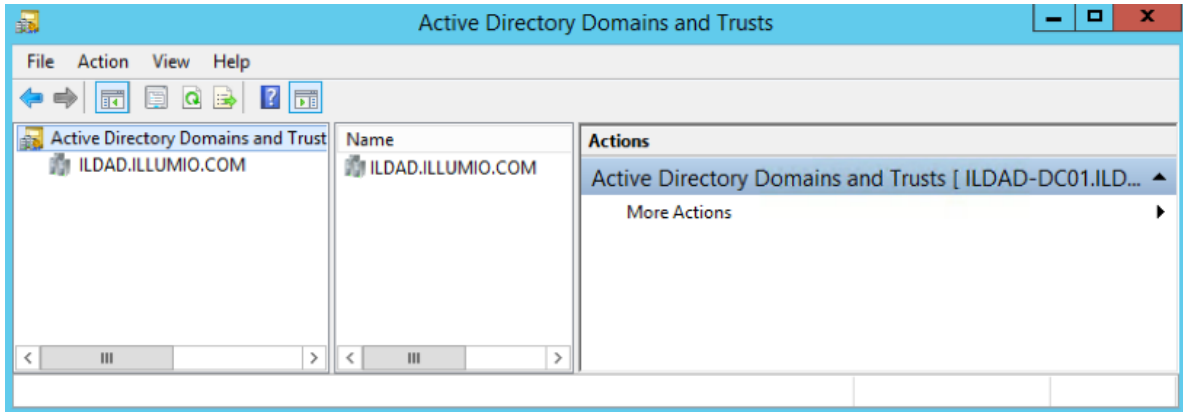 Active Directory Domains and Trusts
File Action View Help
Active Directory Domains and Trust
ILDAD.ILLUMIO.COM
Name
ILDAD.ILLUMIO.COM
Actions
Active Directory Domains and Trusts [ ILDAD-DC01.ILD...
More Actions